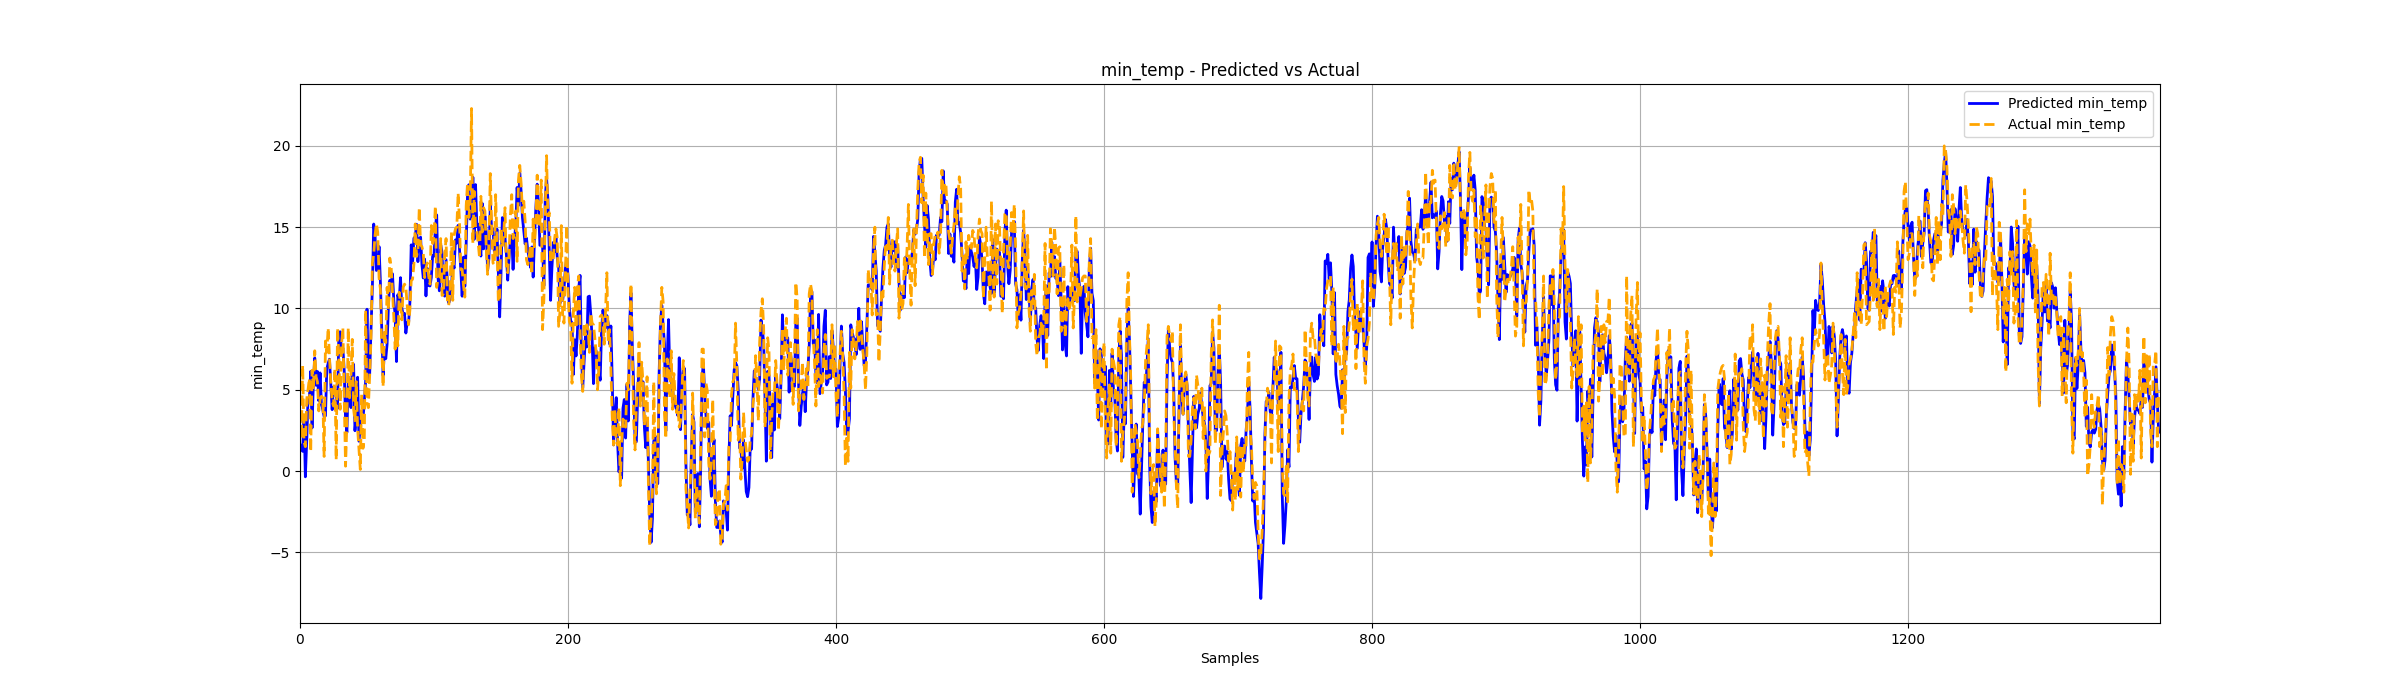 min_temp - Predicted vs Actual
Predicted min_temp
Actual min_temp
min_temp
20
15
10
5
0
−5
0
200
400
600
800
1000
1200
Samples